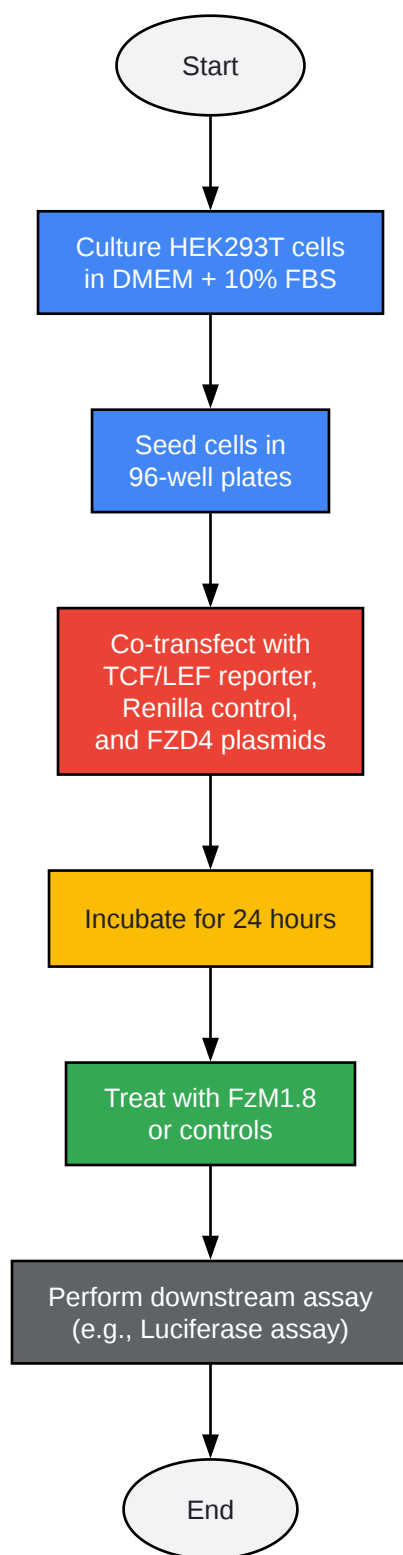 Start
Culture HEK293T cells
in DMEM + 10% FBS
Seed cells in
96-well plates
Co-transfect with
TCF/LEF reporter,
Renilla control,
and FZD4 plasmids
Incubate for 24 hours
Treat with FzM1.8
or controls
Perform downstream assay
(e.g., Luciferase assay)
End